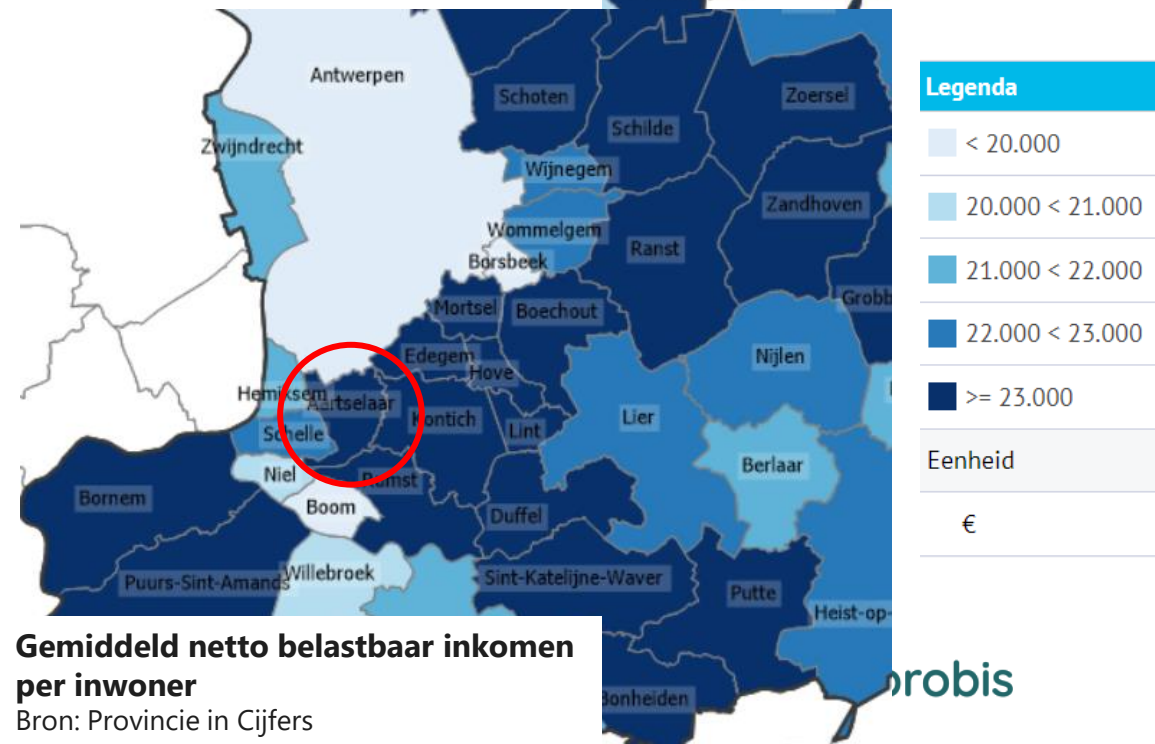 Antwerpen
Schoten
Zoersel
Schilde
Zwijndrecht
Wijnegem
Zandhoven
Wommelgem
Ranst
Borsbeek
Mortsel
Boechout
Grobb
Edegem
Hove
Nijlen
Hemiksem
Aartselaar
Kontich
Lier
Schelle
Lint
Niel
Rumst
Berlaar
Bornem
Boom
Duffel
Puurs-Sint-Amands
Willebroek
Sint-Katelijne-Waver
Putte
Heist-op-
Bonheiden
Legenda
< 20.000
20.000 < 21.000
21.000 < 22.000
22.000 < 23.000
>= 23.000
Eenheid
€
Gemiddeld netto belastbaar inkomen
per inwoner
Bron: Provincie in Cijfers
probis